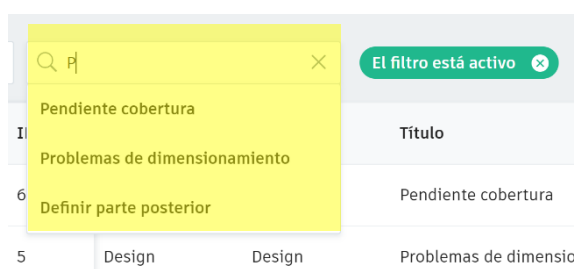 P
El filtro está activo
Pendiente cobertura
Título
Problemas de dimensionamiento
6
Pendiente cobertura
Definir parte posterior
5 Design Design Problemas de dimensio